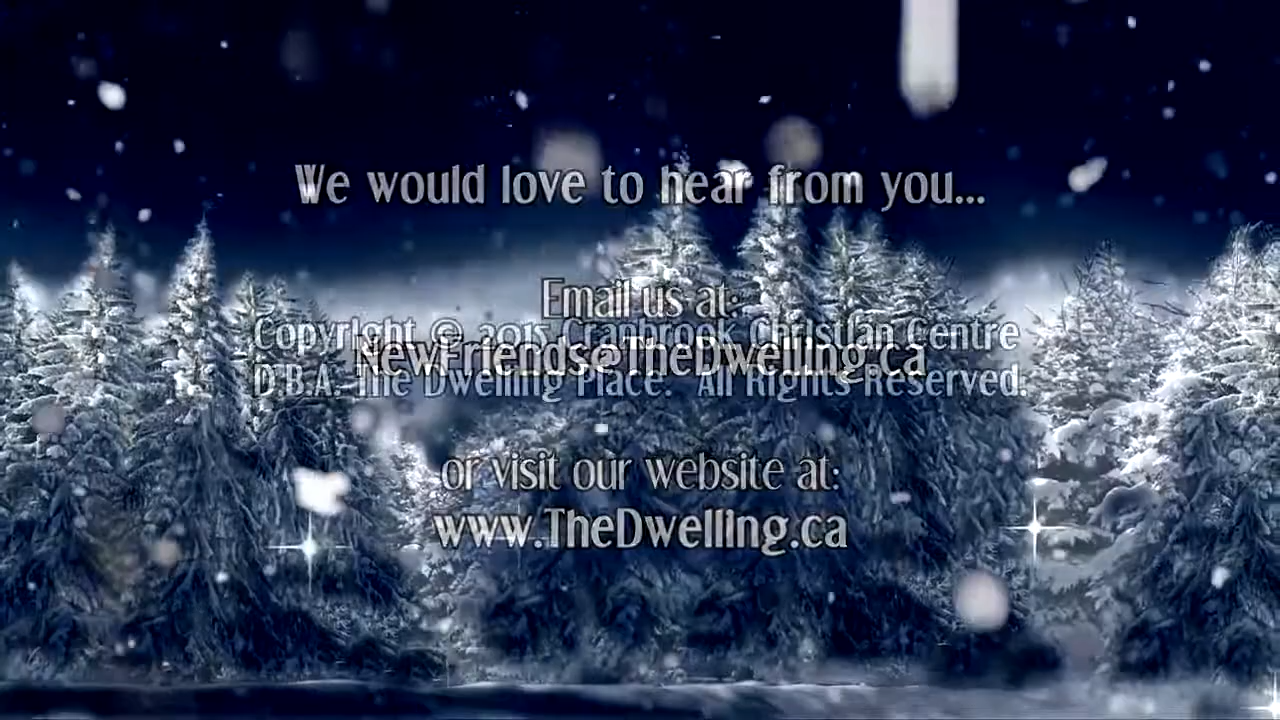 We would love to hear from you...
Email us at:
Copyright © 2015 Cranbrook Christian Centre
NewFriends@TheDwelling.ca
D.B.A. The Dwelling Place. All Rights Reserved.
or visit our website at:
www.TheDwelling.ca